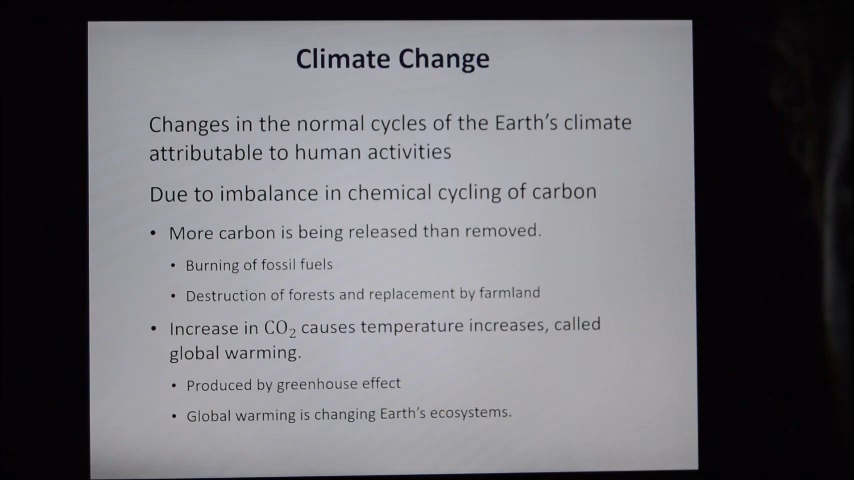 Climate Change
Changes in the normal cycles of the Earth’s climate
attributable to human activities
Due to imbalance in chemical cycling of carbon
• More carbon is being released than removed.
• Burning of fossil fuels
• Destruction of forests and replacement by farmland
• Increase in CO₂ causes temperature increases, called
global warming.
• Produced by greenhouse effect
• Global warming is changing Earth’s ecosystems.